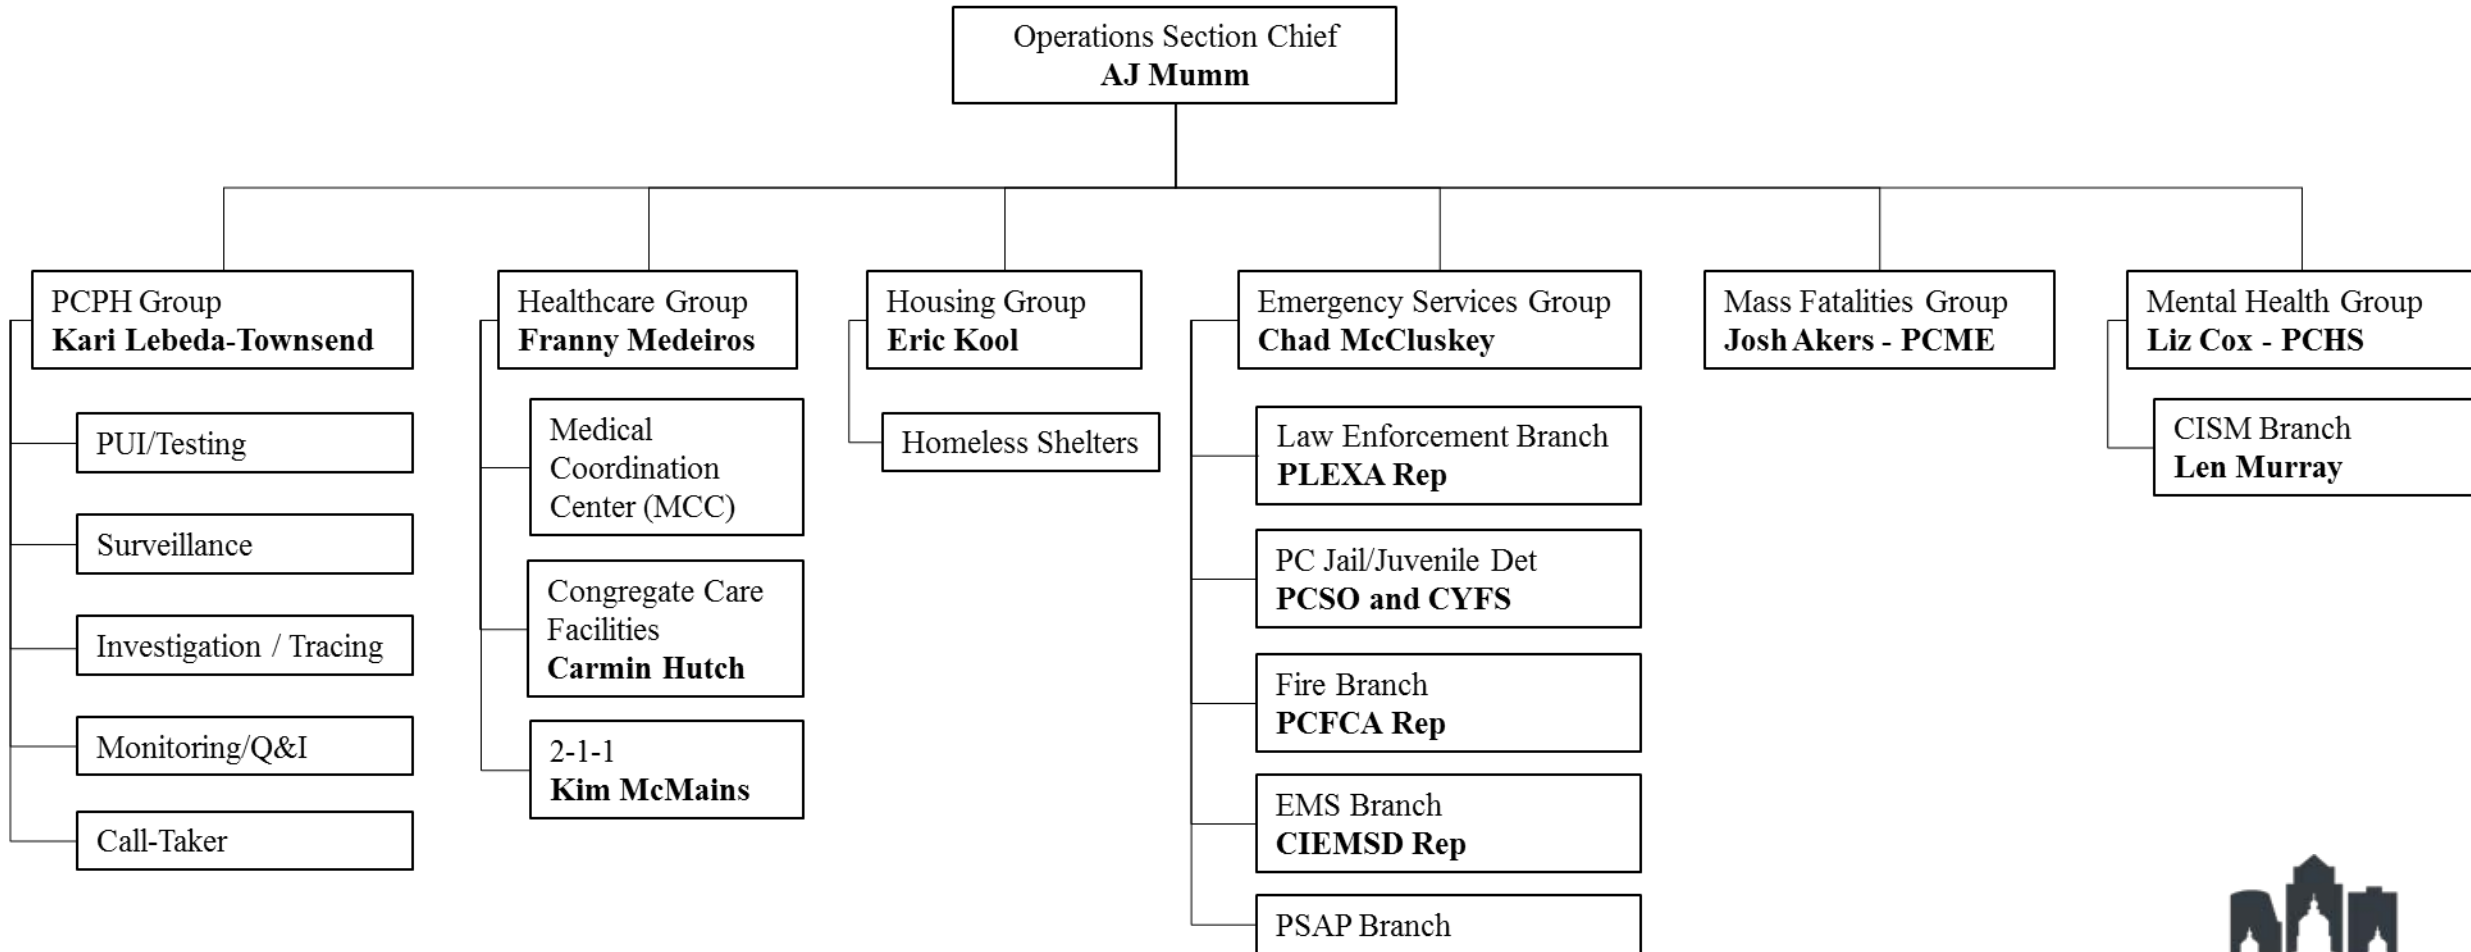 Operations Section Chief
AJ Mumm
PCPH Group
Kari Lebeda-Townsend
PUI/Testing
Surveillance
Investigation / Tracing
Monitoring/Q&I
Call-Taker
Healthcare Group
Franny Medeiros
Medical
Coordination
Center (MCC)
Congregate Care
Facilities
Carmin Hutch
2-1-1
Kim McMains
Housing Group
Eric Kool
Homeless Shelters
Emergency Services Group
Chad McCluskey
Law Enforcement Branch
PLEXA Rep
PC Jail/Juvenile Det
PCSO and CYFS
Fire Branch
PCFCA Rep
EMS Branch
CIEMSD Rep
PSAP Branch
Mass Fatalities Group
Josh Akers - PCME
Mental Health Group
Liz Cox - PCHS
CISM Branch
Len Murray